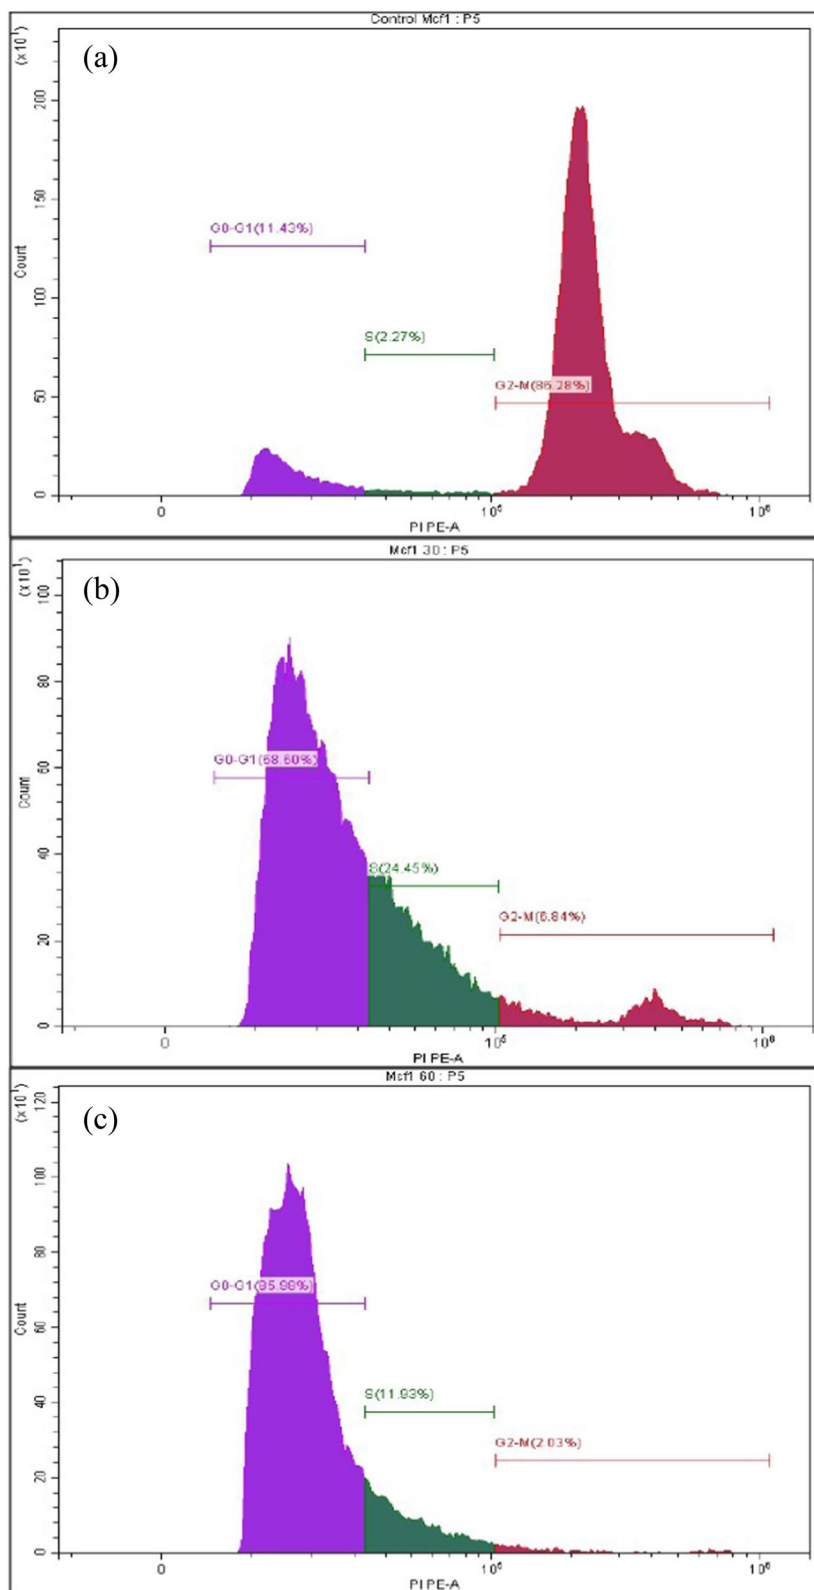 Control Mcf1 : P5
(a)
(x10¹)
200
150
100
50
0
Count
G0-G1(11.43%)
S(2.27%)
G2-M(86.28%)
0
10⁶
PI PE-A
Mcf1 30 : P5
(b)
(x10¹)
100
80
60
40
20
0
Count
G0-G1(68.60%)
S(24.45%)
G2-M(6.84%)
0
10⁵
10⁶
PI PE-A
Mcf1 60 : P5
(c)
(x10¹)
120
100
80
60
40
20
0
Count
G0-G1(85.98%)
S(11.93%)
G2-M(2.03%)
0
10⁶
PI PE-A